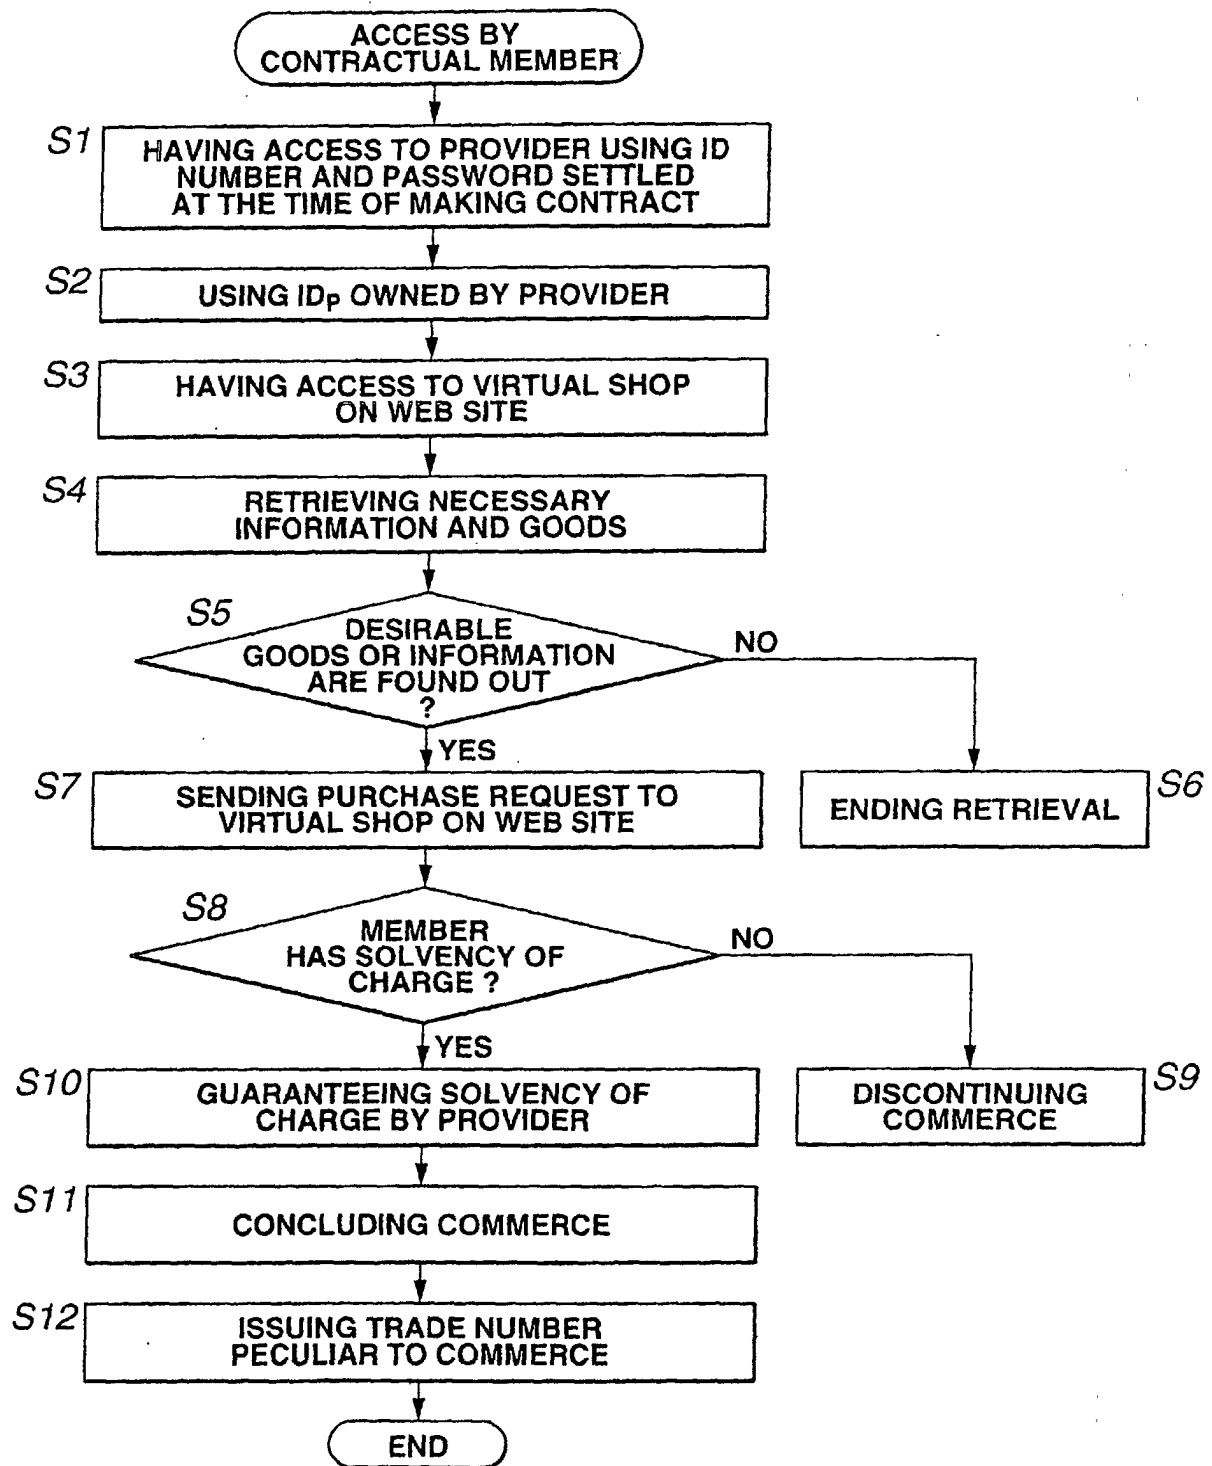 ACCESS BY
CONTRACTUAL MEMBER
S1
HAVING ACCESS TO PROVIDER USING ID
NUMBER AND PASSWORD SETTLED
AT THE TIME OF MAKING CONTRACT
S2
USING IDP OWNED BY PROVIDER
S3
HAVING ACCESS TO VIRTUAL SHOP
ON WEB SITE
S4
RETRIEVING NECESSARY
INFORMATION AND GOODS
S5
DESIRABLE
GOODS OR INFORMATION
ARE FOUND OUT
?
NO
YES
S7
SENDING PURCHASE REQUEST TO
VIRTUAL SHOP ON WEB SITE
S6
ENDING RETRIEVAL
S8
MEMBER
HAS SOLVENCY OF
CHARGE ?
NO
YES
S10
GUARANTEEING SOLVENCY OF
CHARGE BY PROVIDER
S9
DISCONTINUING
COMMERCE
S11
CONCLUDING COMMERCE
S12
ISSUING TRADE NUMBER
PECULIAR TO COMMERCE
END